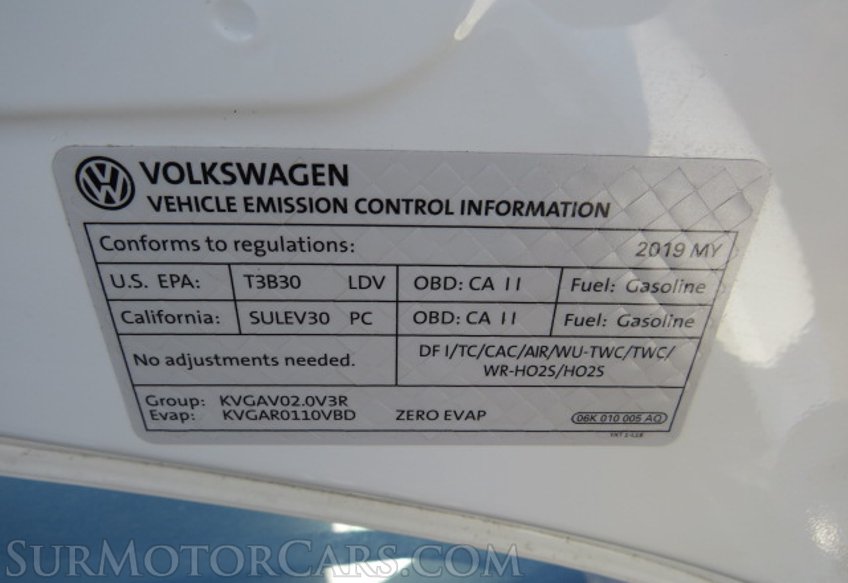 VOLKSWAGEN
VEHICLE EMISSION CONTROL INFORMATION
Conforms to regulations: 2019 MY
U.S. EPA: T3B30 LDV OBD: CA II Fuel: Gasoline
California: SULEV30 PC OBD: CA II Fuel: Gasoline
No adjustments needed.
DFI/TC/CAC/AIR/WU-TWC/TWC/
WR-HO2S/HO2S
Group: KVGAV02.0V3R
Evap: KVGAR0110VBD ZERO EVAP 06K 010 005 AQ
SurMotorCars.com